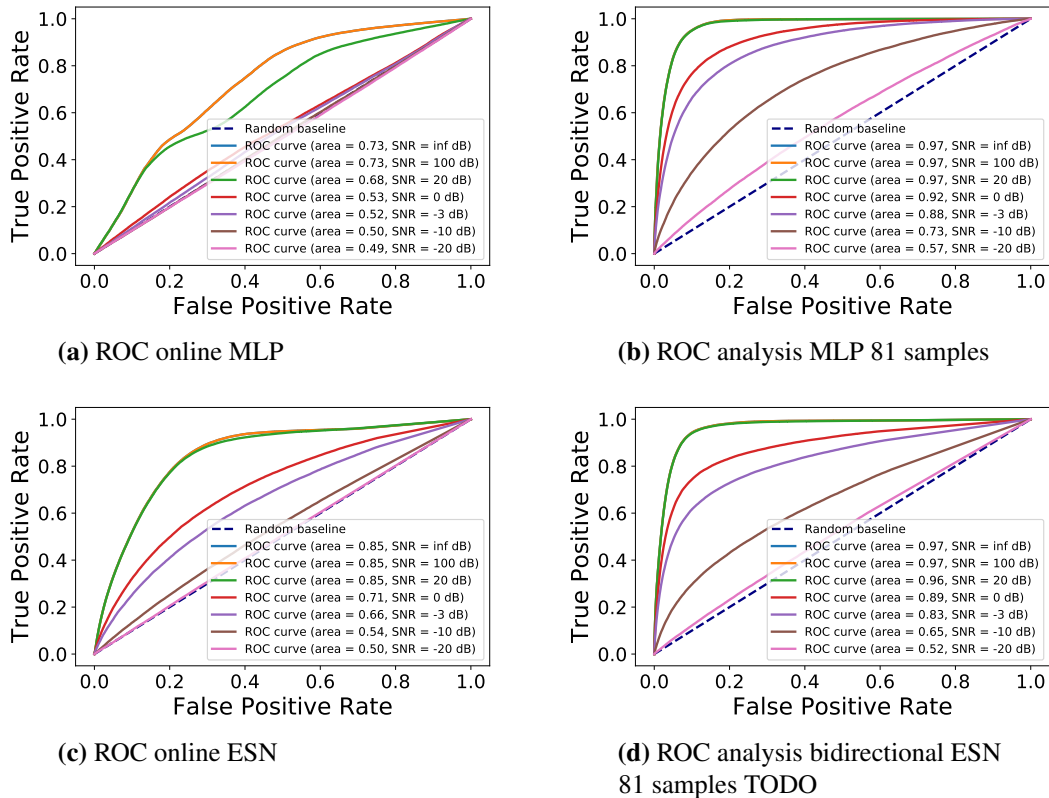 True Positive Rate
1.0
0.8
0.6
0.4
0.2
0.0
Random baseline
ROC curve (area = 0.73, SNR = inf dB)
ROC curve (area = 0.73, SNR = 100 dB)
ROC curve (area = 0.68, SNR = 20 dB)
ROC curve (area = 0.53, SNR = 0 dB)
ROC curve (area = 0.52, SNR = -3 dB)
ROC curve (area = 0.50, SNR = -10 dB)
ROC curve (area = 0.49, SNR = -20 dB)
0.0 0.2 0.4 0.6 0.8 1.0
False Positive Rate
(a) ROC online MLP
True Positive Rate
1.0
0.8
0.6
0.4
0.2
0.0
Random baseline
ROC curve (area = 0.97, SNR = inf dB)
ROC curve (area = 0.97, SNR = 100 dB)
ROC curve (area = 0.97, SNR = 20 dB)
ROC curve (area = 0.92, SNR = 0 dB)
ROC curve (area = 0.88, SNR = -3 dB)
ROC curve (area = 0.73, SNR = -10 dB)
ROC curve (area = 0.57, SNR = -20 dB)
0.0 0.2 0.4 0.6 0.8 1.0
False Positive Rate
(b) ROC analysis MLP 81 samples
True Positive Rate
1.0
0.8
0.6
0.4
0.2
0.0
Random baseline
ROC curve (area = 0.85, SNR = inf dB)
ROC curve (area = 0.85, SNR = 100 dB)
ROC curve (area = 0.85, SNR = 20 dB)
ROC curve (area = 0.71, SNR = 0 dB)
ROC curve (area = 0.66, SNR = -3 dB)
ROC curve (area = 0.54, SNR = -10 dB)
ROC curve (area = 0.50, SNR = -20 dB)
0.0 0.2 0.4 0.6 0.8 1.0
False Positive Rate
(c) ROC online ESN
True Positive Rate
1.0
0.8
0.6
0.4
0.2
0.0
Random baseline
ROC curve (area = 0.97, SNR = inf dB)
ROC curve (area = 0.97, SNR = 100 dB)
ROC curve (area = 0.96, SNR = 20 dB)
ROC curve (area = 0.89, SNR = 0 dB)
ROC curve (area = 0.83, SNR = -3 dB)
ROC curve (area = 0.65, SNR = -10 dB)
ROC curve (area = 0.52, SNR = -20 dB)
0.0 0.2 0.4 0.6 0.8 1.0
False Positive Rate
(d) ROC analysis bidirectional ESN
81 samples TODO